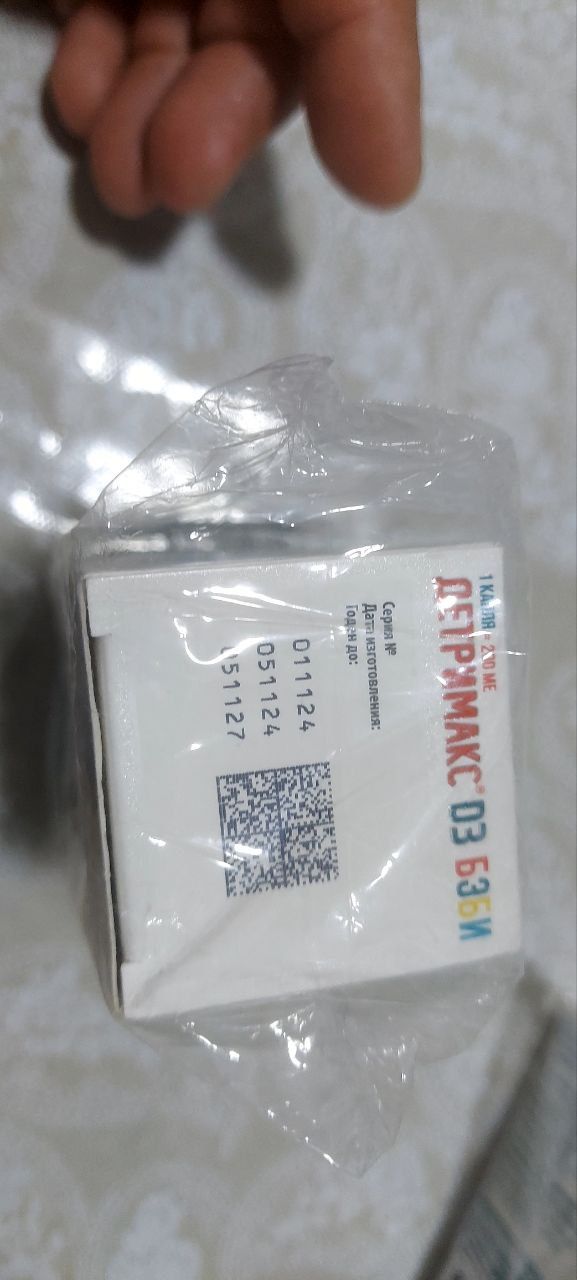 1 КАПЛЯ - 200 МЕ
ДЕТРИМАКС® D3 БЭБИ
Серия №
Дата изготовления:
Годен до:
011124
051124
051127